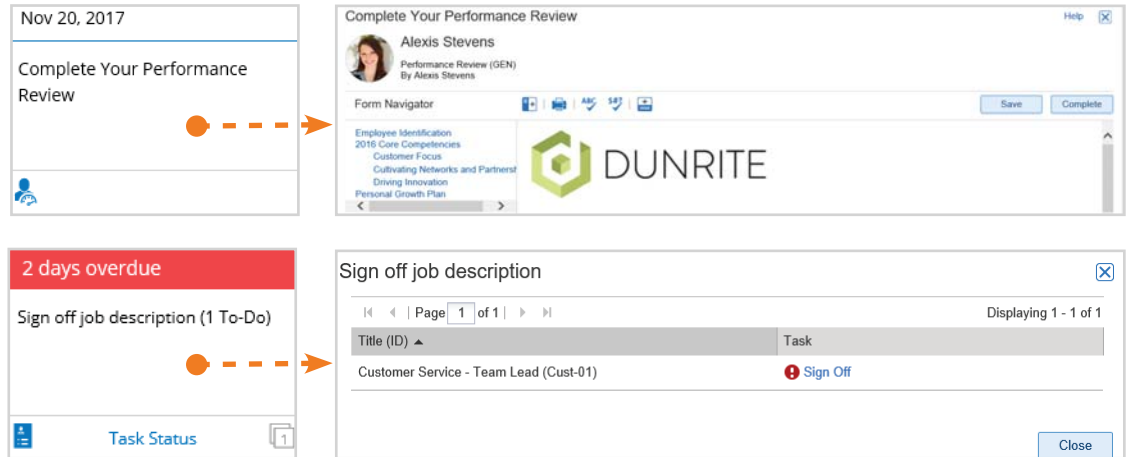 Nov 20, 2017
Complete Your Performance
Review
Complete Your Performance Review
Help
Alexis Stevens
Performance Review (GEN)
By Alexis Stevens
Form Navigator
ABC
Save
Complete
Employee Identification
2016 Core Competencies
Customer Focus
Cultivating Networks and Partnersh
Driving Innovation
Personal Growth Plan
DUNRITE
2 days overdue
Sign off job description (1 To-Do)
Task Status
1
Sign off job description
Page 1 of 1
Displaying 1 - 1 of 1
Title (ID)
Task
Customer Service - Team Lead (Cust-01)
Sign Off
Close